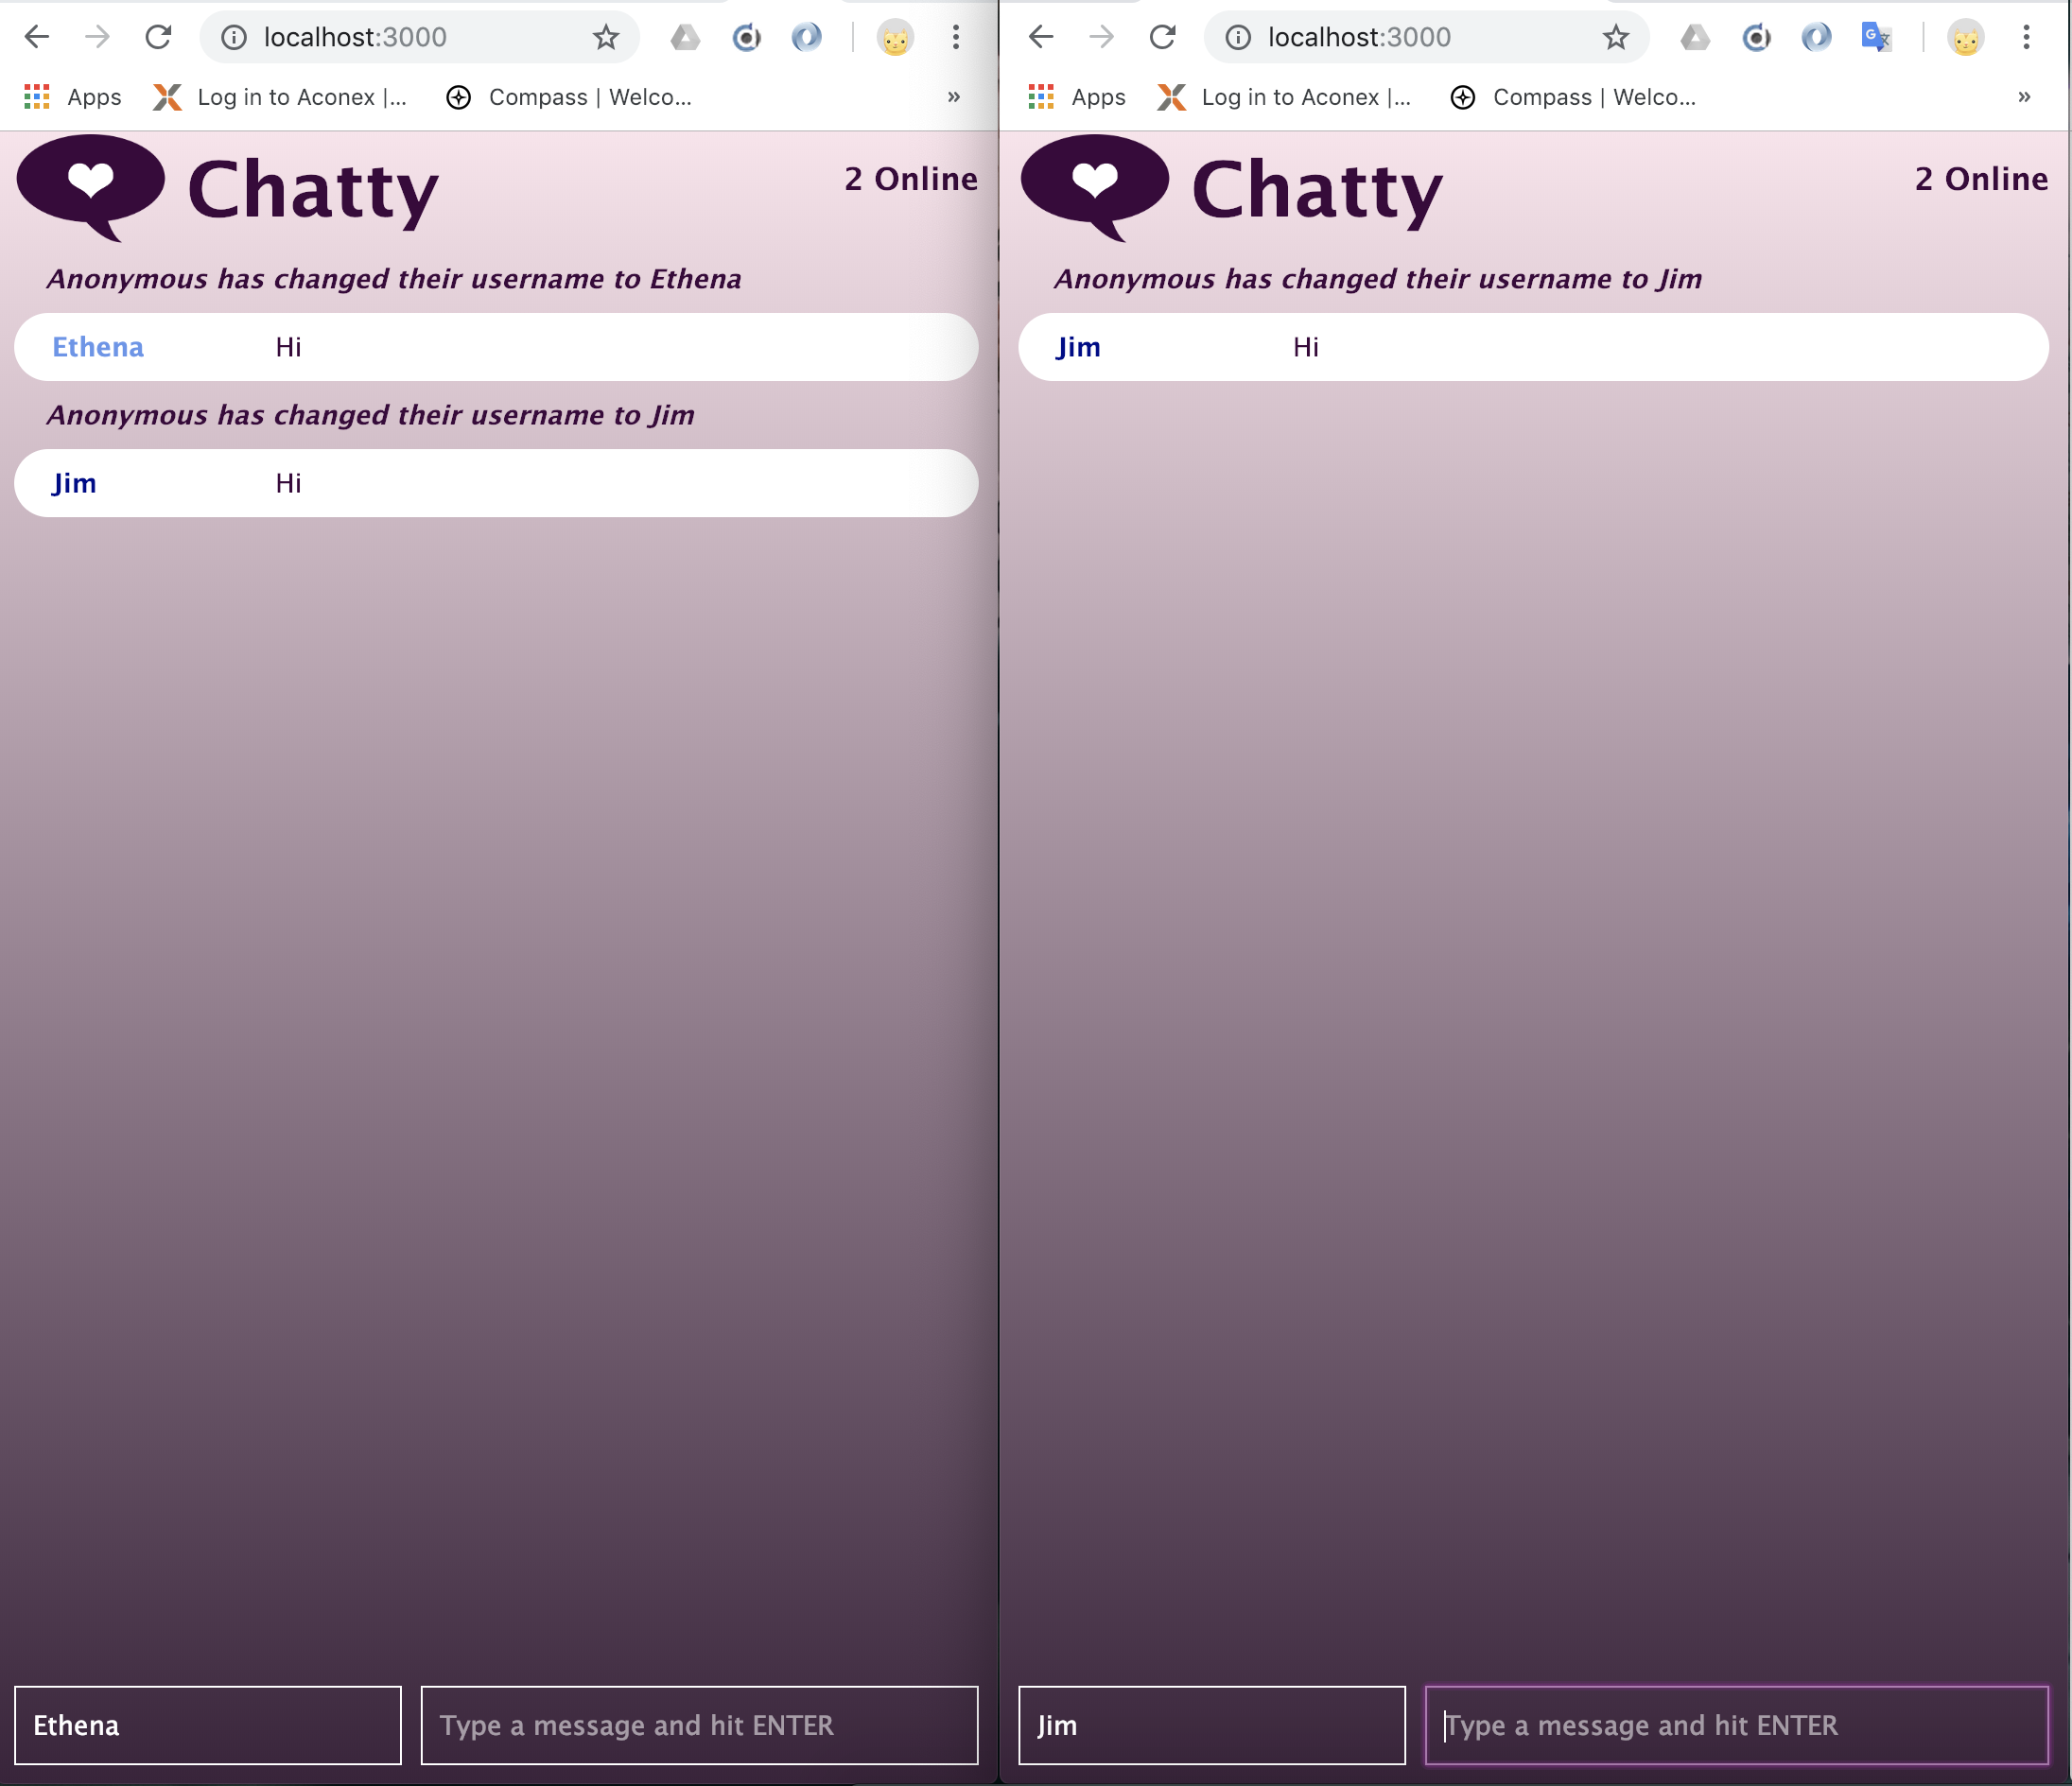 localhost:3000
Apps Log in to Aconex |... Compass | Welco... »
Chatty
2 Online
Anonymous has changed their username to Ethena
Ethena Hi
Anonymous has changed their username to Jim
Jim Hi
Ethena Type a message and hit ENTER
localhost:3000
Apps Log in to Aconex |... Compass | Welco... »
Chatty
2 Online
Anonymous has changed their username to Jim
Jim Hi
Jim Type a message and hit ENTER